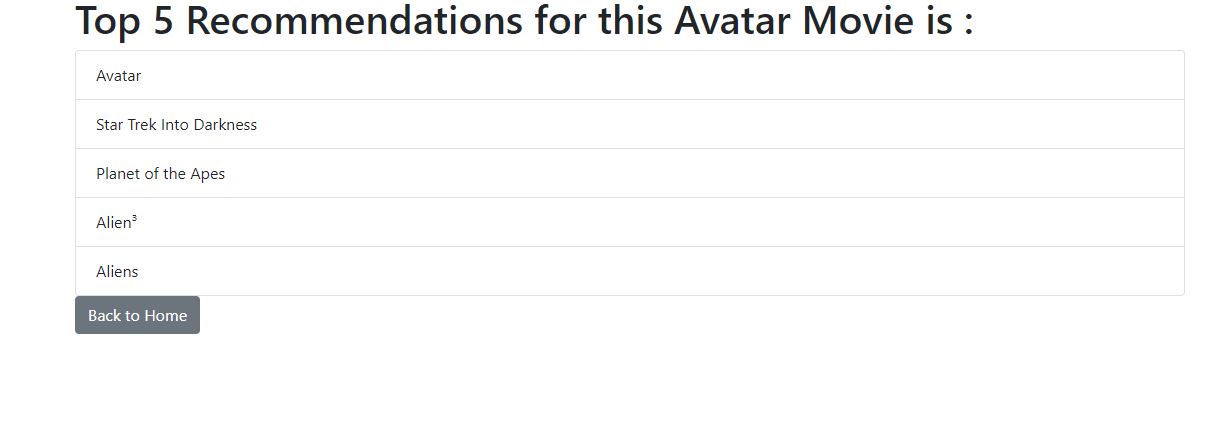 Top 5 Recommendations for this Avatar Movie is :
Avatar
Star Trek Into Darkness
Planet of the Apes
Alien³
Aliens
Back to Home